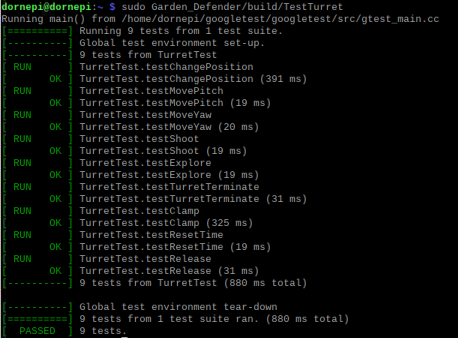 dornepi@dornepi:~ $ sudo Garden_Defender/build/TestTurret
Running main() from /home/dornepi/googletest/googletest/src/gtest_main.cc
[==========] Running 9 tests from 1 test suite.
[----------] Global test environment set-up.
[----------] 9 tests from TurretTest
[ RUN      ] TurretTest.testChangePosition
[       OK ] TurretTest.testChangePosition (391 ms)
[ RUN      ] TurretTest.testMovePitch
[       OK ] TurretTest.testMovePitch (19 ms)
[ RUN      ] TurretTest.testMoveYaw
[       OK ] TurretTest.testMoveYaw (20 ms)
[ RUN      ] TurretTest.testShoot
[       OK ] TurretTest.testShoot (19 ms)
[ RUN      ] TurretTest.testExplore
[       OK ] TurretTest.testExplore (19 ms)
[ RUN      ] TurretTest.testTurretTerminate
[       OK ] TurretTest.testTurretTerminate (31 ms)
[ RUN      ] TurretTest.testClamp
[       OK ] TurretTest.testClamp (325 ms)
[ RUN      ] TurretTest.testResetTime
[       OK ] TurretTest.testResetTime (19 ms)
[ RUN      ] TurretTest.testRelease
[       OK ] TurretTest.testRelease (31 ms)
[----------] 9 tests from TurretTest (880 ms total)
[----------] Global test environment tear-down
[==========] 9 tests from 1 test suite ran. (880 ms total)
[  PASSED  ] 9 tests.